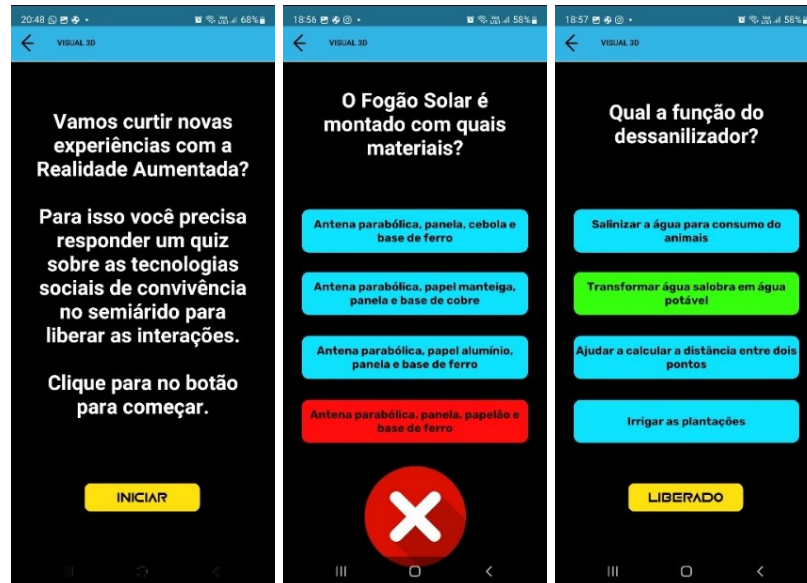 20:48
68%
VISUAL 3D
Vamos curtir novas
experiências com a
Realidade Aumentada?
Para isso você precisa
responder um quiz
sobre as tecnologias
sociais de convivência
no semiárido para
liberar as interações.
Clique para no botão
para começar.
INICIAR
18:56
58%
VISUAL 3D
O Fogão Solar é
montado com quais
materiais?
Antena parabólica, panela, cebola e
base de ferro
Antena parabólica, papel manteiga,
panela e base de cobre
Antena parabólica, papel alumínio,
panela e base de ferro
Antena parabólica, panela, papelão e
base de ferro
18:57
58%
VISUAL 3D
Qual a função do
dessanilizador?
Salinizar a água para consumo do
animais
Transformar água salobra em água
potável
Ajudar a calcular a distância entre dois
pontos
Irrigar as plantações
LIBERADO